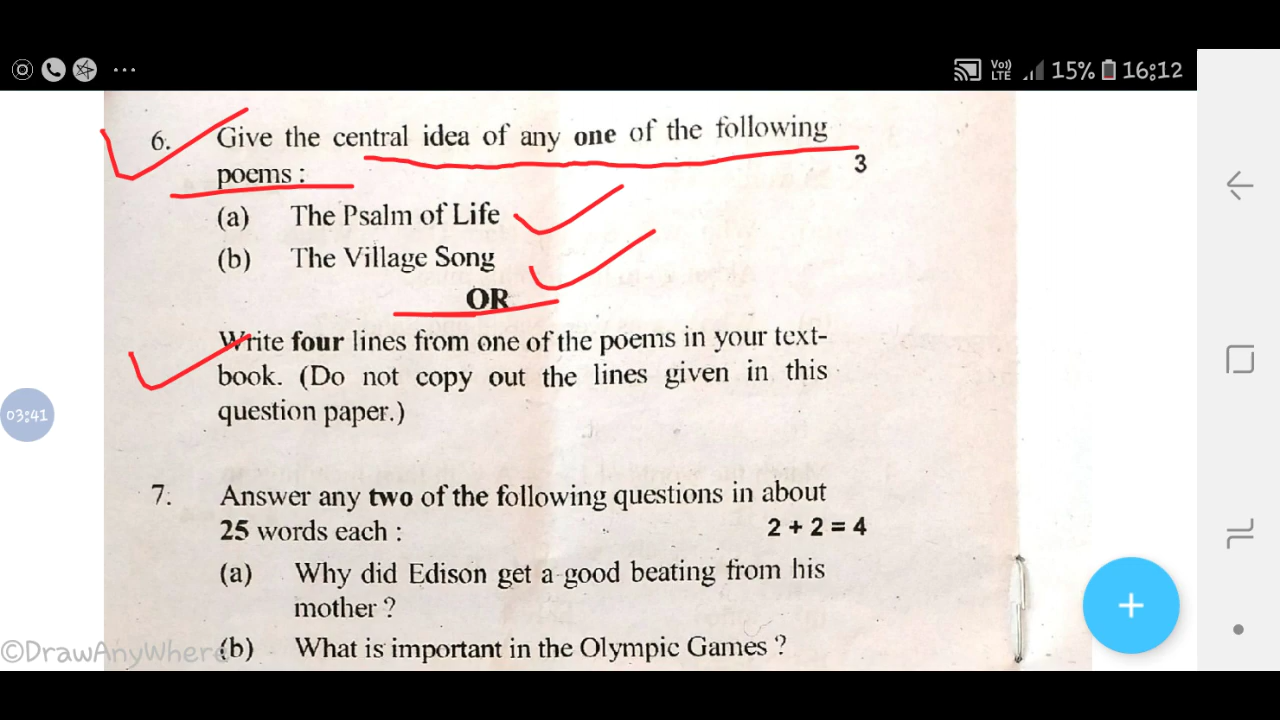 Vo)) LTE 15% 16:12
6. Give the central idea of any one of the following
poems : 3
(a) The Psalm of Life
(b) The Village Song
OR
Write four lines from one of the poems in your text-
book. (Do not copy out the lines given in this
question paper.)
03:41
7. Answer any two of the following questions in about
25 words each : 2 + 2 = 4
(a) Why did Edison get a good beating from his
mother ?
(b) What is important in the Olympic Games ?
©DrawAnyWhere